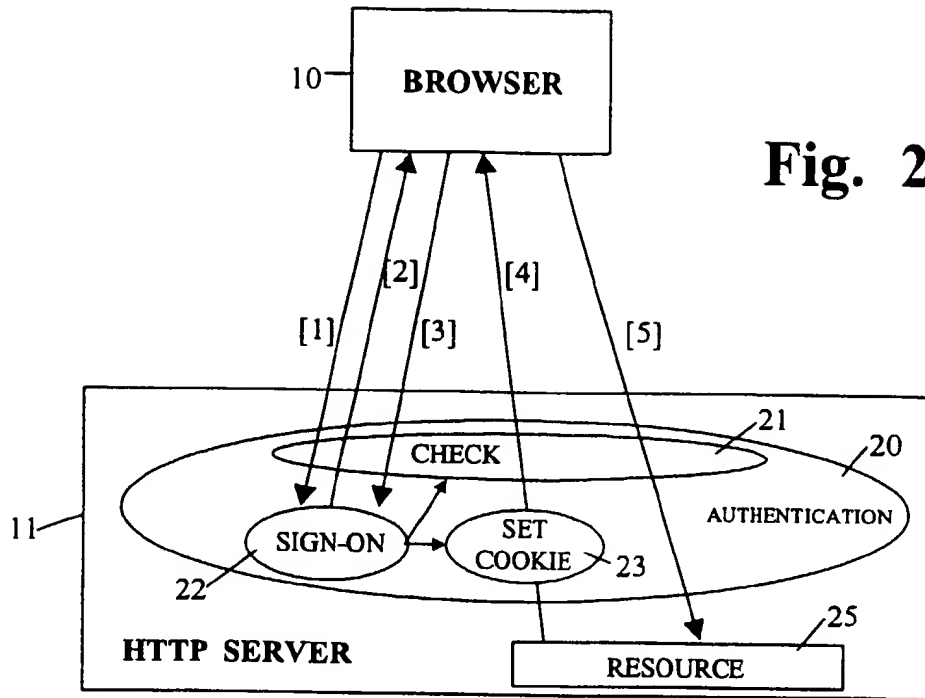 10
BROWSER
Fig. 2
[1]
[2]
[3]
[4]
[5]
11
21
CHECK
20
AUTHENTICATION
SIGN-ON
SET
COOKIE
22
23
25
HTTP SERVER
RESOURCE